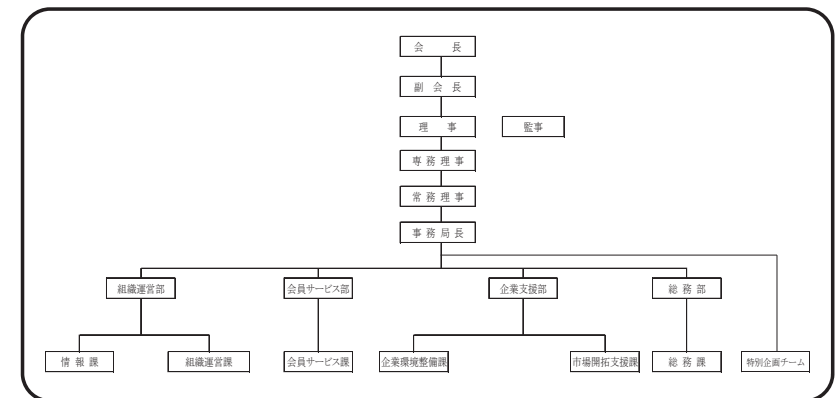 会長
副会長
理事 監事
専務理事
常務理事
事務局長
組織運営部 会員サービス部 企業支援部 総務部
情報課 組織運営課 会員サービス課 企業環境整備課 市場開拓支援課 総務課 特別企画チーム